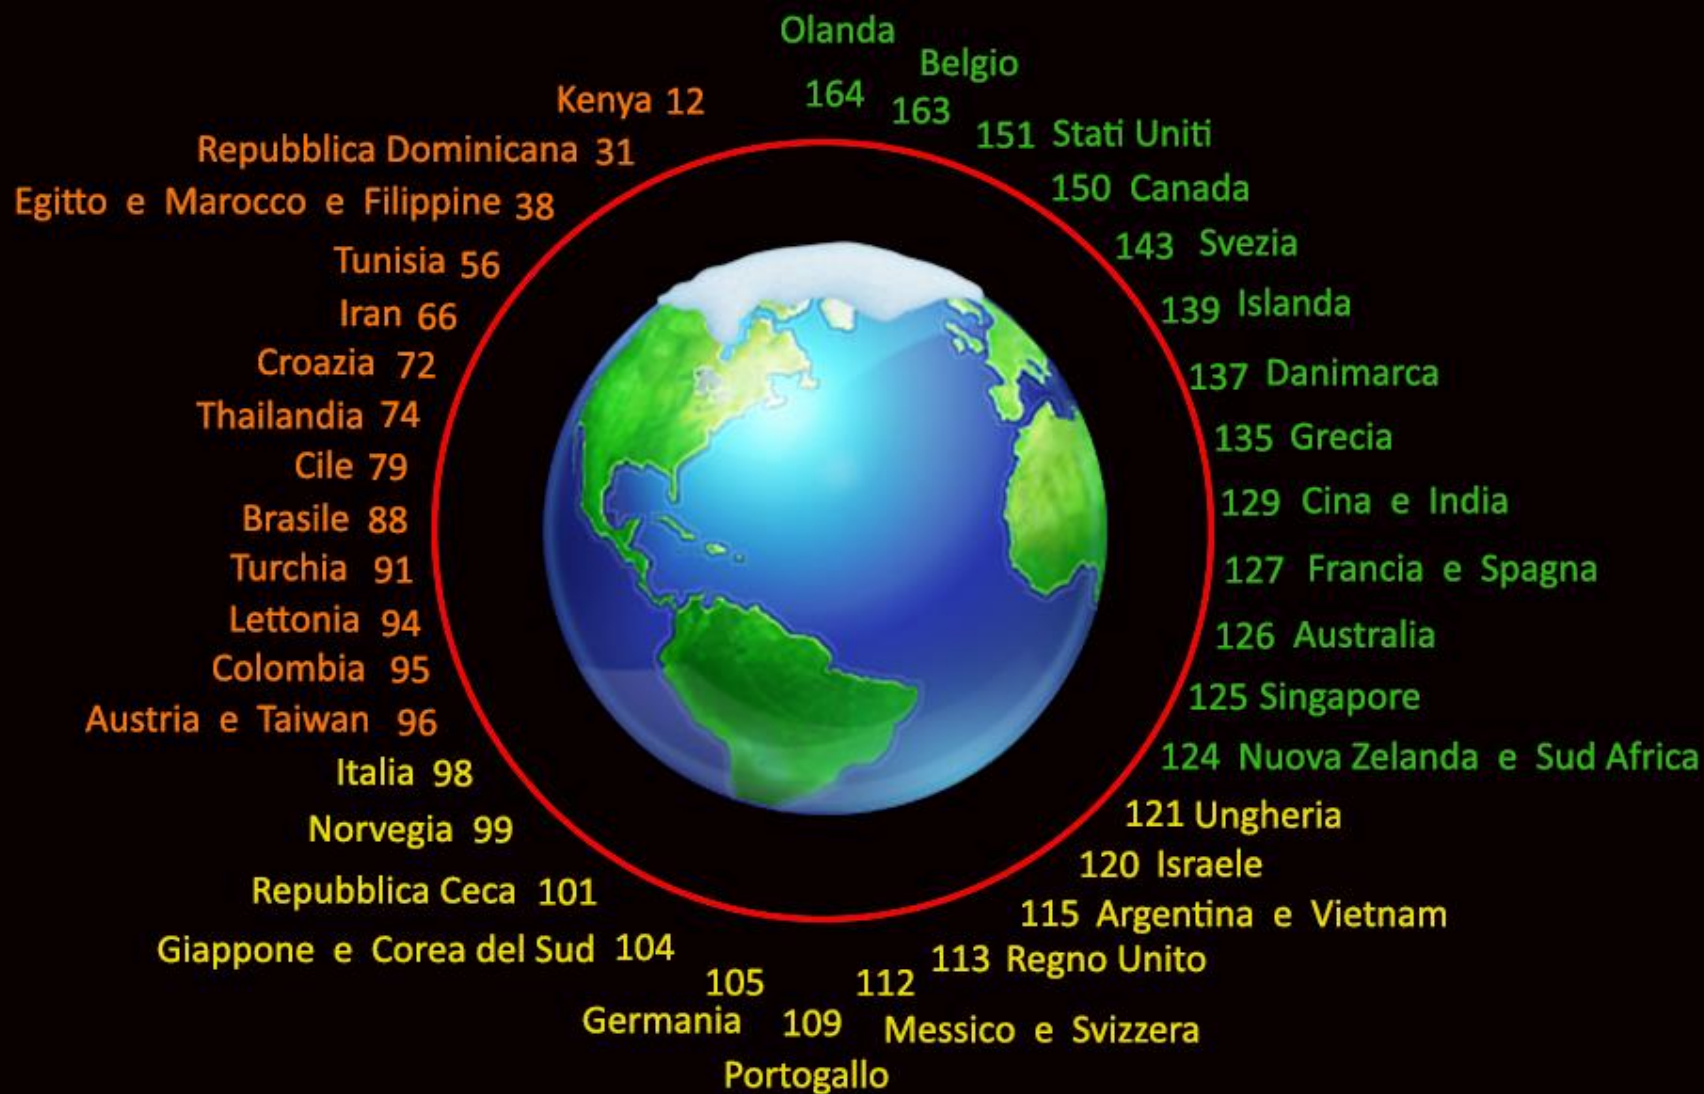 Olanda
164
Belgio
163
151 Stati Uniti
150 Canada
143 Svezia
139 Islanda
137 Danimarca
135 Grecia
129 Cina e India
127 Francia e Spagna
126 Australia
125 Singapore
124 Nuova Zelanda e Sud Africa
121 Ungheria
120 Israele
115 Argentina e Vietnam
113 Regno Unito
112
Messico e Svizzera
109
Portogallo
105
Germania
Giappone e Corea del Sud 104
Repubblica Ceca 101
Norvegia 99
Italia 98
Austria e Taiwan 96
Colombia 95
Lettonia 94
Turchia 91
Brasile 88
Cile 79
Thailandia 74
Croazia 72
Iran 66
Tunisia 56
Egitto e Marocco e Filippine 38
Repubblica Dominicana 31
Kenya 12